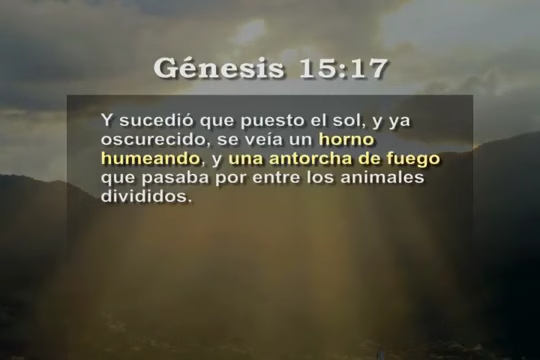 Génesis 15:17
Y sucedió que puesto el sol, y ya
oscurecido, se veía un horno
humeando, y una antorcha de fuego
que pasaba por entre los animales
divididos.